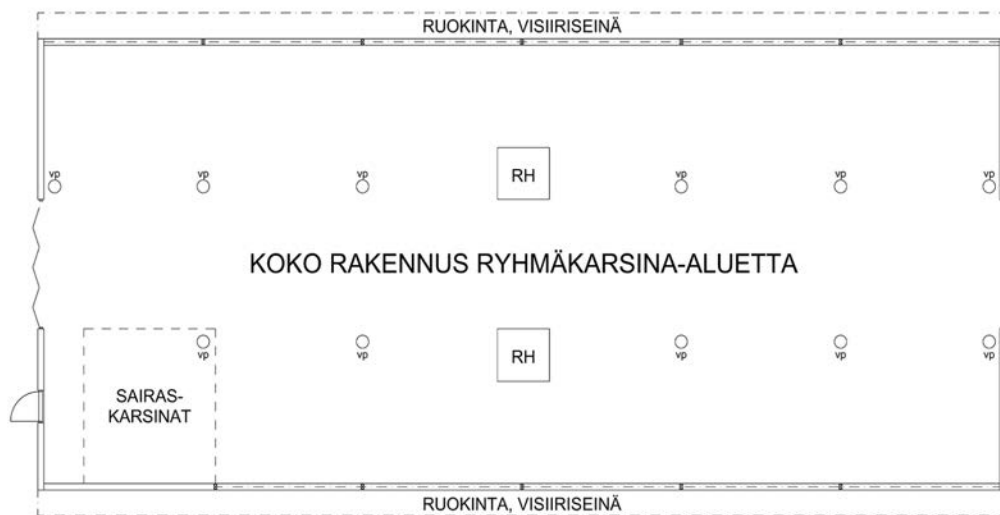 RUOKINTA, VISIIRISEINÄ
vp
vp
vp
RH
vp
vp
vp
KOKO RAKENNUS RYHMÄKARSINA-ALUETTA
vp
vp
RH
vp
vp
vp
SAIRAS-
KARSINAT
RUOKINTA, VISIIRISEINÄ